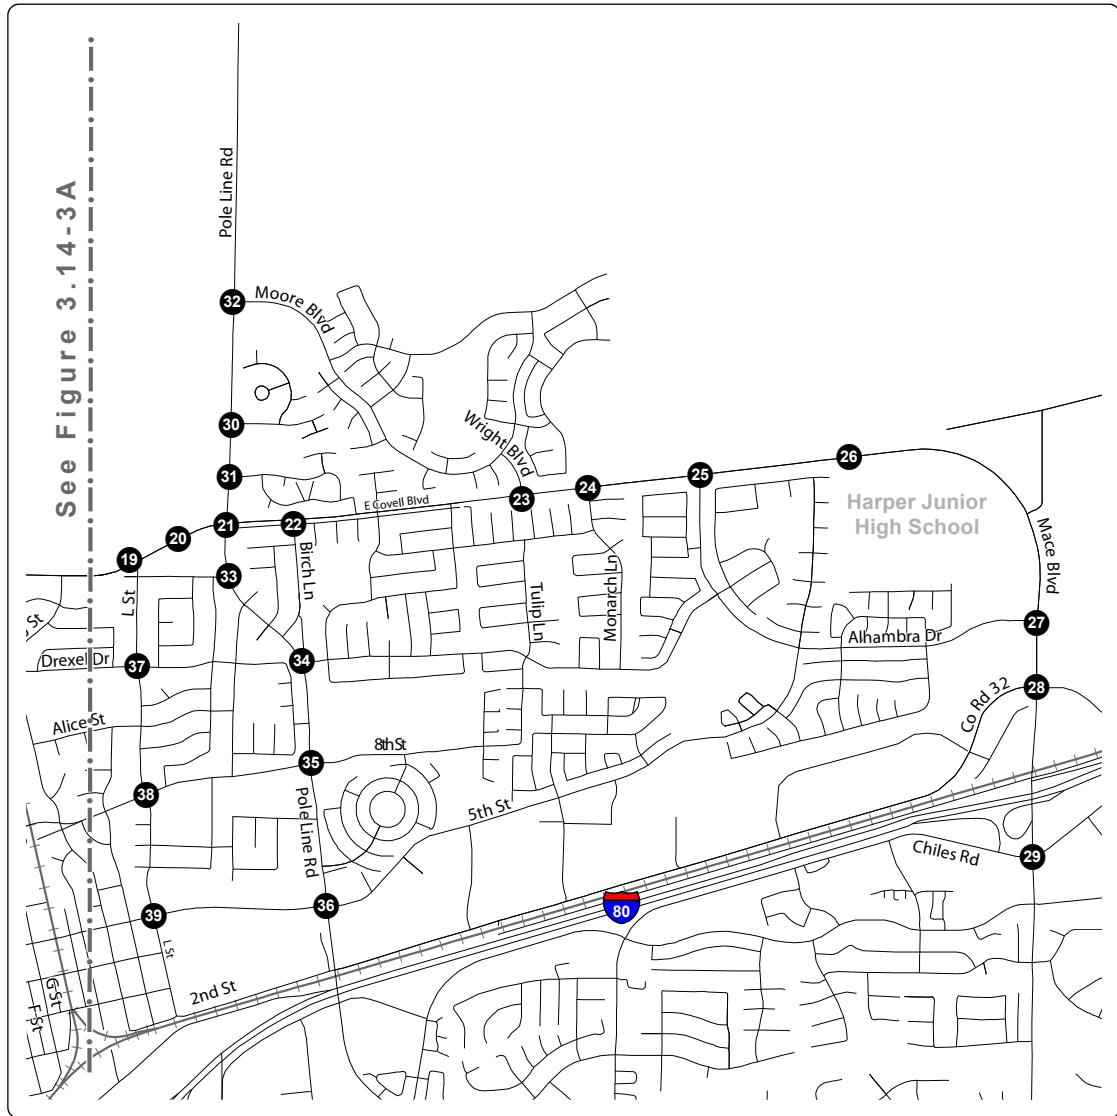 See Figure 3.14-3A
Pole Line Rd
32
Moore Blvd
30
Wright Blvd
31
26
25
24
23
E Covell Blvd
Harper Junior
High School
21
22
20
19
Birch Ln
Mace Blvd
33
L St
Tulip Ln
Monarch Ln
St
27
Alhambra Dr
Drexel Dr
37
34
28
Co Rd 32
Alice St
8th St
35
38
Pole Line Rd
5th St
Chiles Rd
29
36
39
80
L St
2nd St
G St
F St